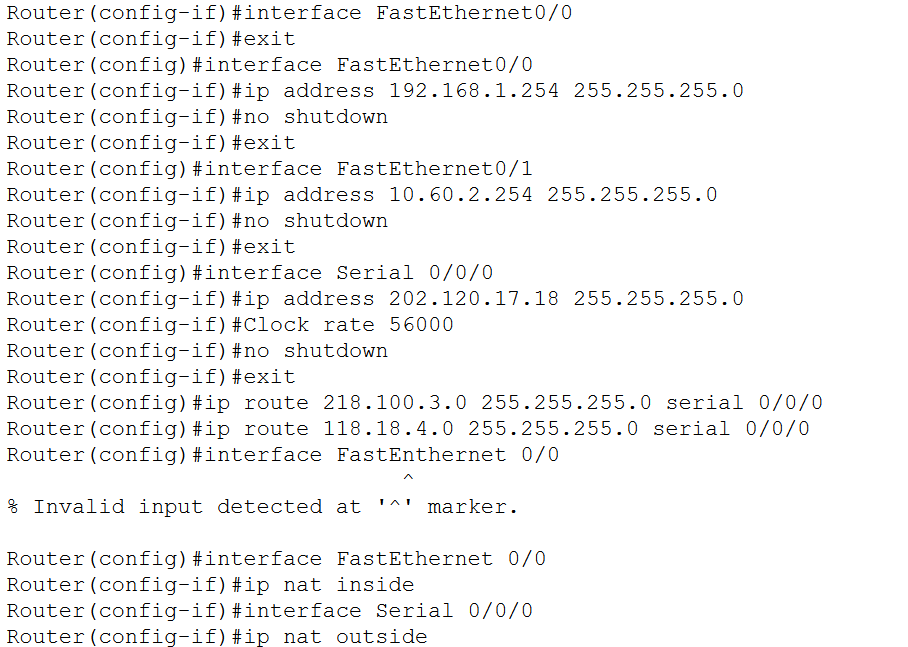 Router(config-if)#interface FastEthernet0/0
Router(config-if)#exit
Router(config)#interface FastEthernet0/0
Router(config-if)#ip address 192.168.1.254 255.255.255.0
Router(config-if)#no shutdown
Router(config-if)#exit
Router(config)#interface FastEthernet0/1
Router(config-if)#ip address 10.60.2.254 255.255.255.0
Router(config-if)#no shutdown
Router(config-if)#exit
Router(config)#interface Serial 0/0/0
Router(config-if)#ip address 202.120.17.18 255.255.255.0
Router(config-if)#Clock rate 56000
Router(config-if)#no shutdown
Router(config-if)#exit
Router(config)#ip route 218.100.3.0 255.255.255.0 serial 0/0/0
Router(config)#ip route 118.18.4.0 255.255.255.0 serial 0/0/0
Router(config)#interface FastEnthernet 0/0
^
% Invalid input detected at '^' marker.
Router(config)#interface FastEthernet 0/0
Router(config-if)#ip nat inside
Router(config-if)#interface Serial 0/0/0
Router(config-if)#ip nat outside